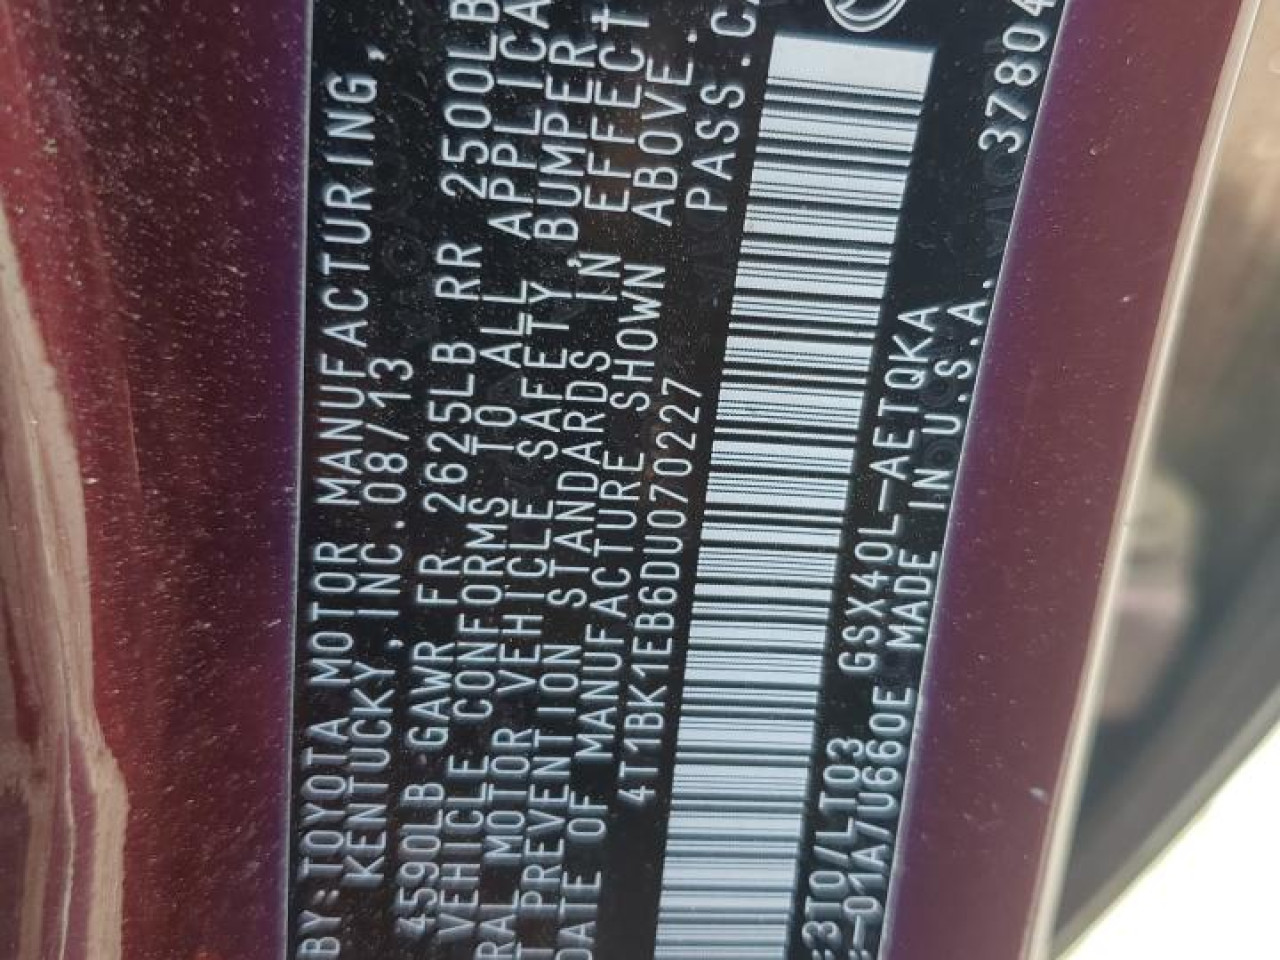 BY:TOYOTA MOTOR MANUFACTURING,
KENTUCKY, INC. 08/13
4590LB GAWR FR 2625LB RR 2500LB
VEHICLE CONFORMS TO ALL APPLICA
RAL MOTOR VEHICLE SAFETY,BUMPER
T PREVENTION STANDARDS IN EFFECT
DATE OF MANUFACTURE SHOWN ABOVE.
4T1BK1EB6DU070227 PASS.CA
3TO/LT03 GSX40L-AETQKA
-01A/U660E MADE IN U.S.A. 37804